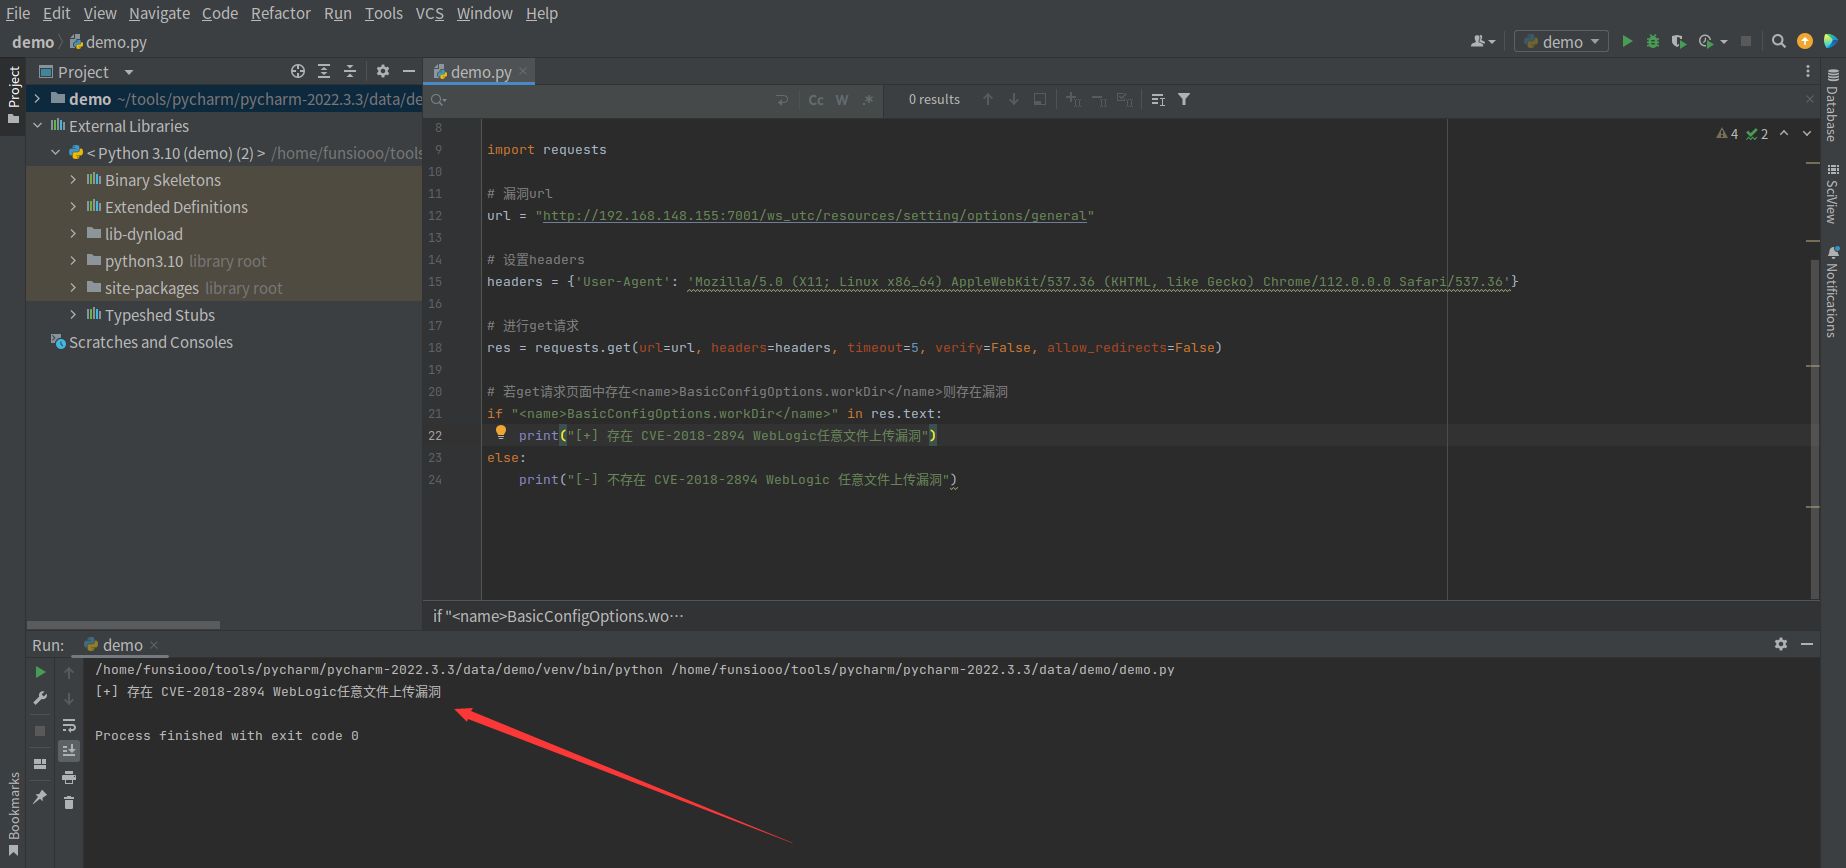 File Edit View Navigate Code Refactor Run Tools VCS Window Help
demo demo.py
demo
Project
demo.py
Project
demo ~/tools/pycharm/pycharm-2022.3.3/data/de
External Libraries
< Python 3.10 (demo) (2) > /home/funsiooo/tools
Binary Skeletons
Extended Definitions
lib-dynload
python3.10 library root
site-packages library root
Typeshed Stubs
Scratches and Consoles
Cc W .* 0 results
4 2
8
9 import requests
10
11 # 漏洞url
12 url = "http://192.168.148.155:7001/ws_utc/resources/setting/options/general"
13
14 # 设置headers
15 headers = {'User-Agent': 'Mozilla/5.0 (X11; Linux x86_64) AppleWebKit/537.36 (KHTML, like Gecko) Chrome/112.0.0.0 Safari/537.36'}
16
17 # 进行get请求
18 res = requests.get(url=url, headers=headers, timeout=5, verify=False, allow_redirects=False)
19
20 # 若get请求页面中存在<name>BasicConfigOptions.workDir</name>则存在漏洞
21 if "<name>BasicConfigOptions.workDir</name>" in res.text:
22 print("[+] 存在 CVE-2018-2894 WebLogic任意文件上传漏洞")
23 else:
24 print("[-] 不存在 CVE-2018-2894 WebLogic 任意文件上传漏洞")
if "<name>BasicConfigOptions.wo…
Database
SciView
Notifications
Run: demo
/home/funsiooo/tools/pycharm/pycharm-2022.3.3/data/demo/venv/bin/python /home/funsiooo/tools/pycharm/pycharm-2022.3.3/data/demo/demo.py
[+] 存在 CVE-2018-2894 WebLogic任意文件上传漏洞
Process finished with exit code 0
Bookmarks